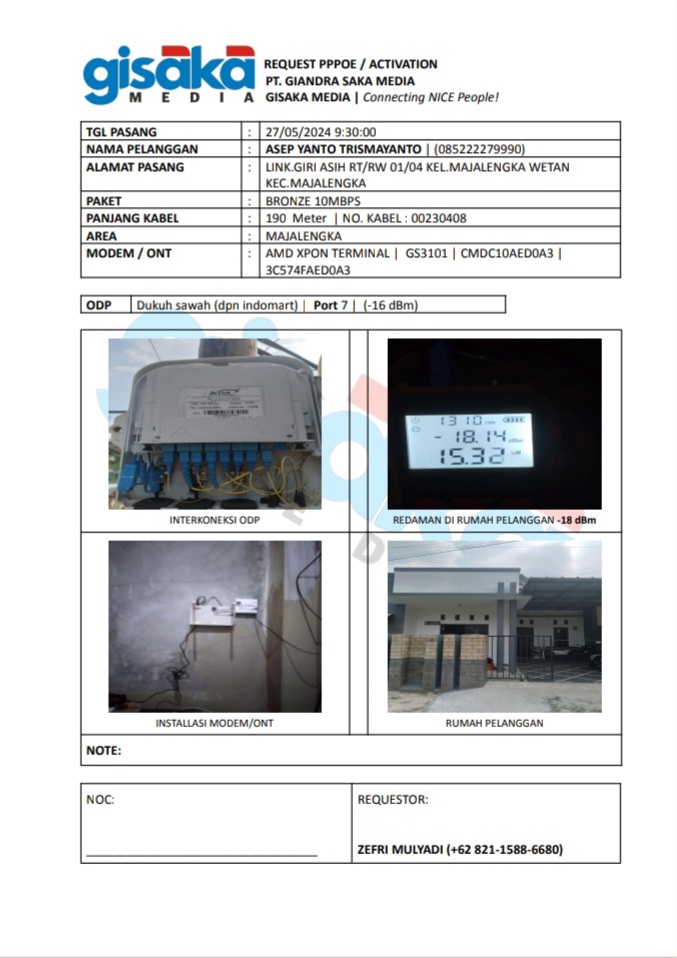 gisaka
MEDIA
REQUEST PPPOE / ACTIVATION
PT. GIANDRA SAKA MEDIA
GISAKA MEDIA | Connecting NICE People!
TGL PASANG : 27/05/2024 9:30:00
NAMA PELANGGAN : ASEP YANTO TRISMAYANTO | (085222279990)
ALAMAT PASANG : LINK.GIRI ASIH RT/RW 01/04 KEL.MAJALENGKA WETAN
KEC.MAJALENGKA
PAKET : BRONZE 10MBPS
PANJANG KABEL : 190 Meter | NO. KABEL : 00230408
AREA : MAJALENGKA
MODEM / ONT : AMD XPON TERMINAL | GS3101 | CMDC10AED0A3 |
3C574FAED0A3
ODP Dukuh sawah (dpn indomart) | Port 7 | (-16 dBm)
1310 nm
-18.14 dBm
15.32 uW
INTERKONEKSI ODP
REDAMAN DI RUMAH PELANGGAN -18 dBm
INSTALLASI MODEM/ONT
RUMAH PELANGGAN
NOTE:
NOC:
REQUESTOR:
ZEFRI MULYADI (+62 821-1588-6680)